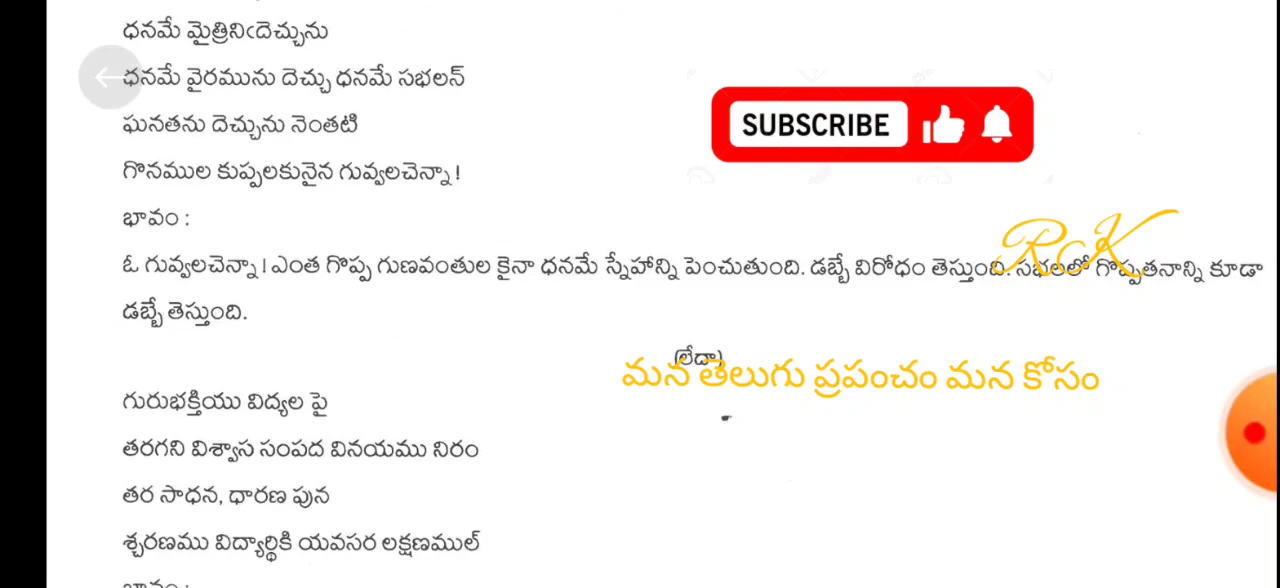 ధనమే మైత్రినిఁదెచ్చును
ధనమే వైరమును దెచ్చు ధనమే సభలన్
ఘనతను దెచ్చును నెంతటి
SUBSCRIBE
గొనముల కుప్పలకునైన గువ్వలచెన్నా !
భావం :
RcK
ఓ గువ్వలచెన్నా ! ఎంత గొప్ప గుణవంతుల కైనా ధనమే స్నేహాన్ని పెంచుతుంది. డబ్బే విరోధం తెస్తుంది. సభలలో గొప్పతనాన్ని కూడా
డబ్బే తెస్తుంది.
(లేదా)
మన తెలుగు ప్రపంచం మన కోసం
గురుభక్తియు విద్యల పై
తరగని విశ్వాస సంపద వినయము నిరం
తర సాధన, ధారణ పున
శ్చరణము విద్యార్థికి యవసర లక్షణముల్
భావం :